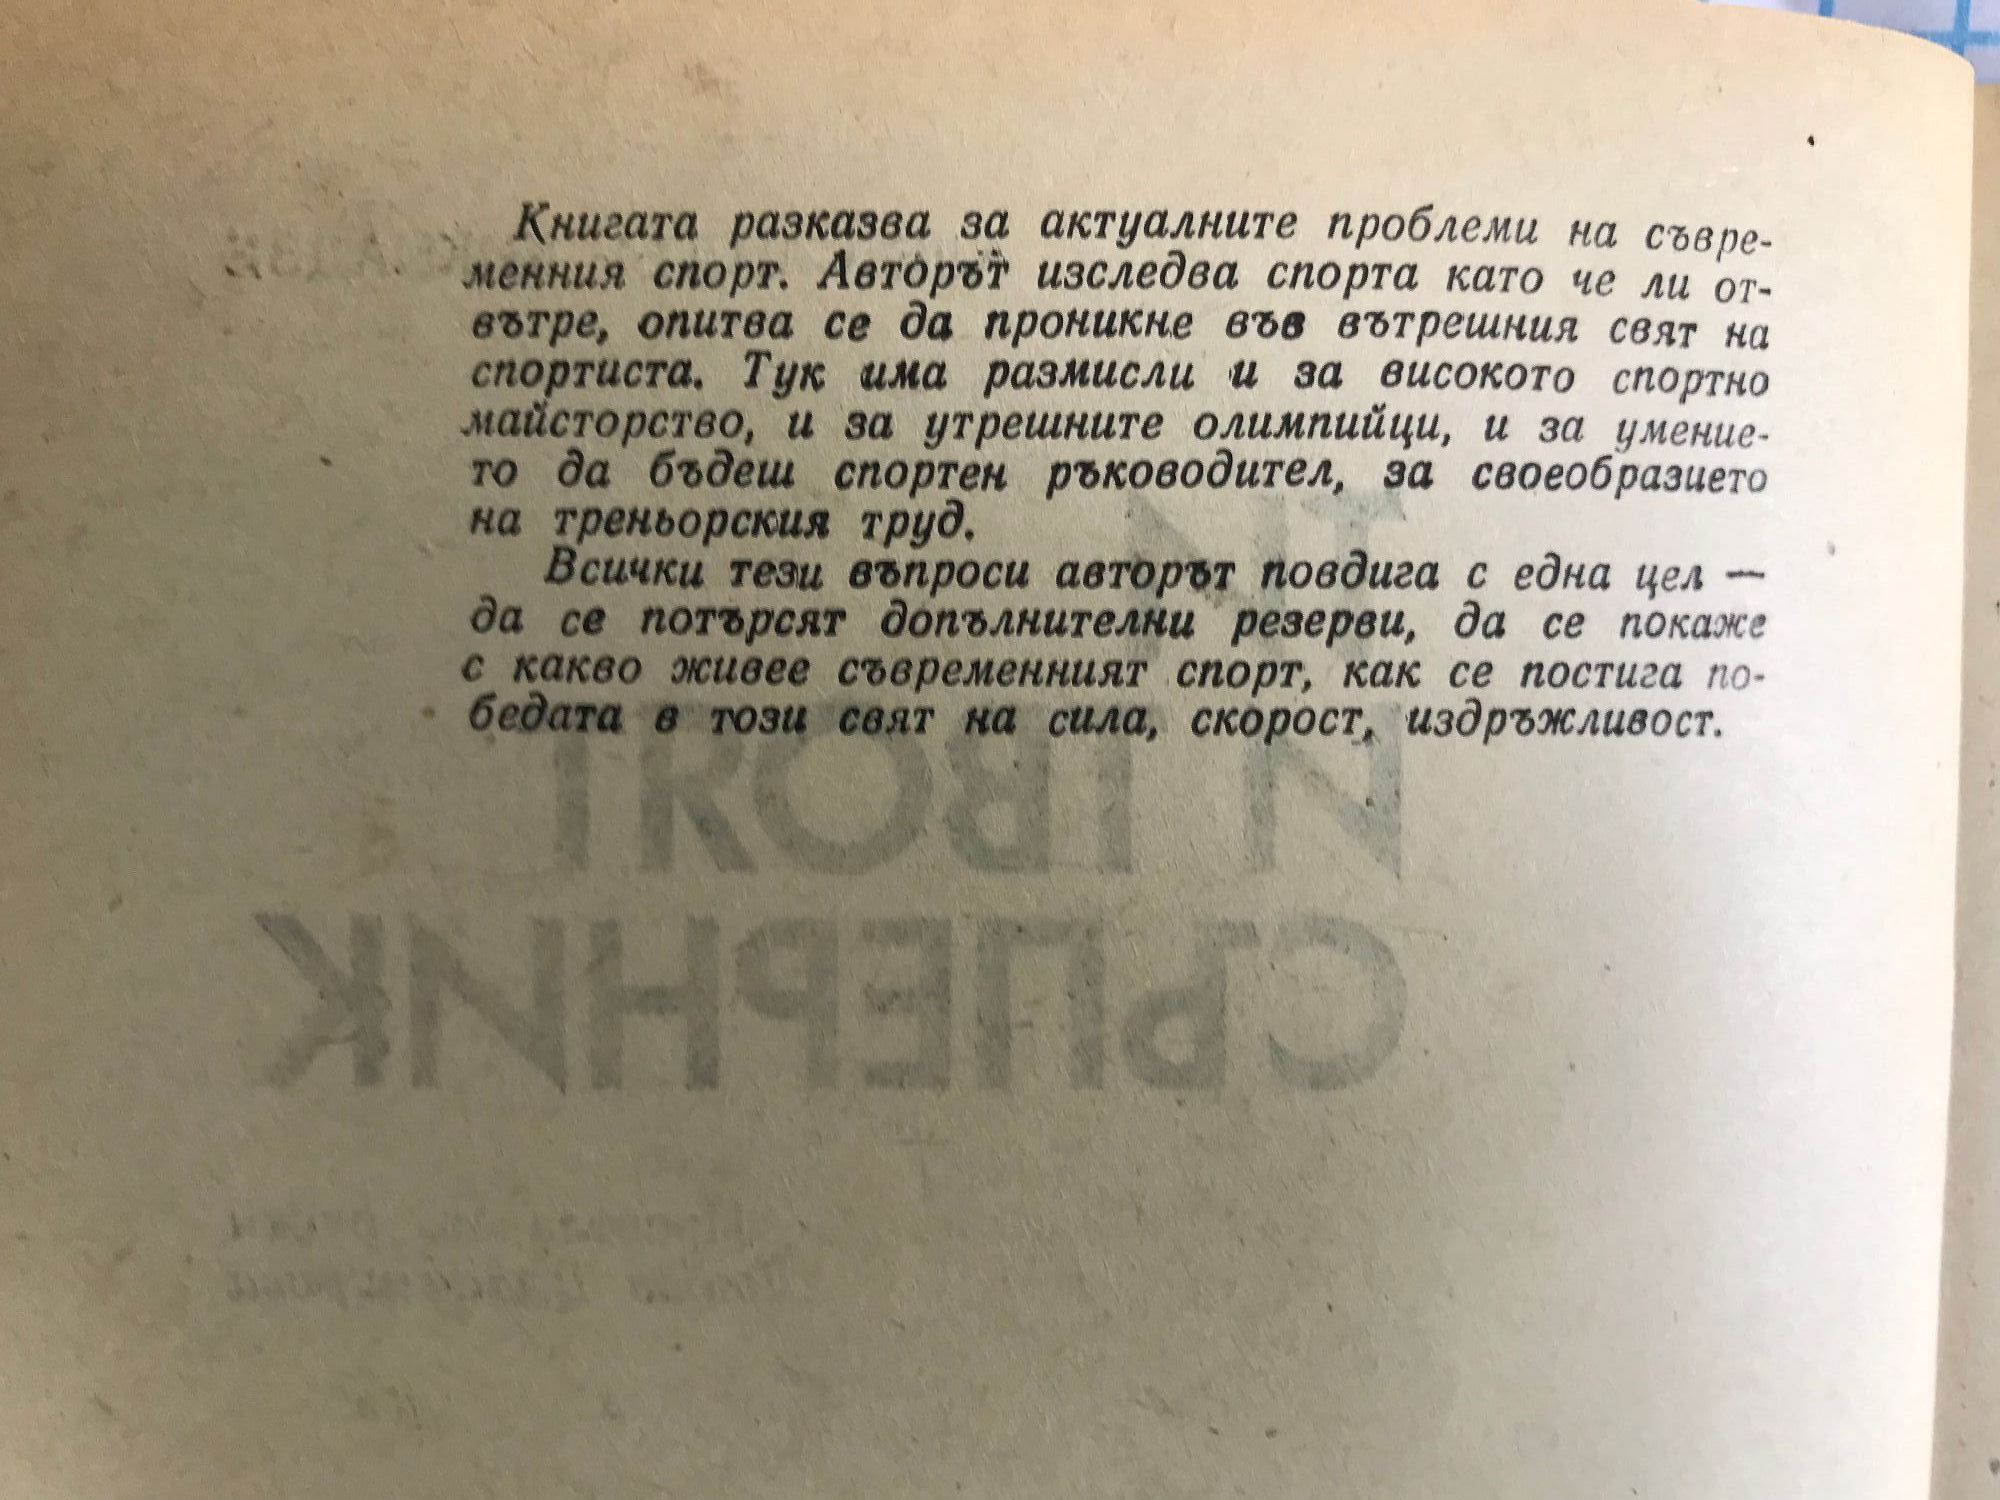 Книгата разказва за актуалните проблеми на съвре-
менния спорт. Авторът изследва спорта като че ли от-
вътре, опитва се да проникне във вътрешния свят на
спортиста. Тук има размисли и за високото спортно
майсторство, и за утрешните олимпийци, и за умение-
то да бъдеш спортен ръководител, за своеобразието
на треньорския труд.
Всички тези въпроси авторът повдига с една цел —
да се потърсят допълнителни резерви, да се покаже
с какво живее съвременният спорт, как се постига по-
бедата в този свят на сила, скорост, издръжливост.
ТИ
И ТВОЯТ
СЪПЕРНИК